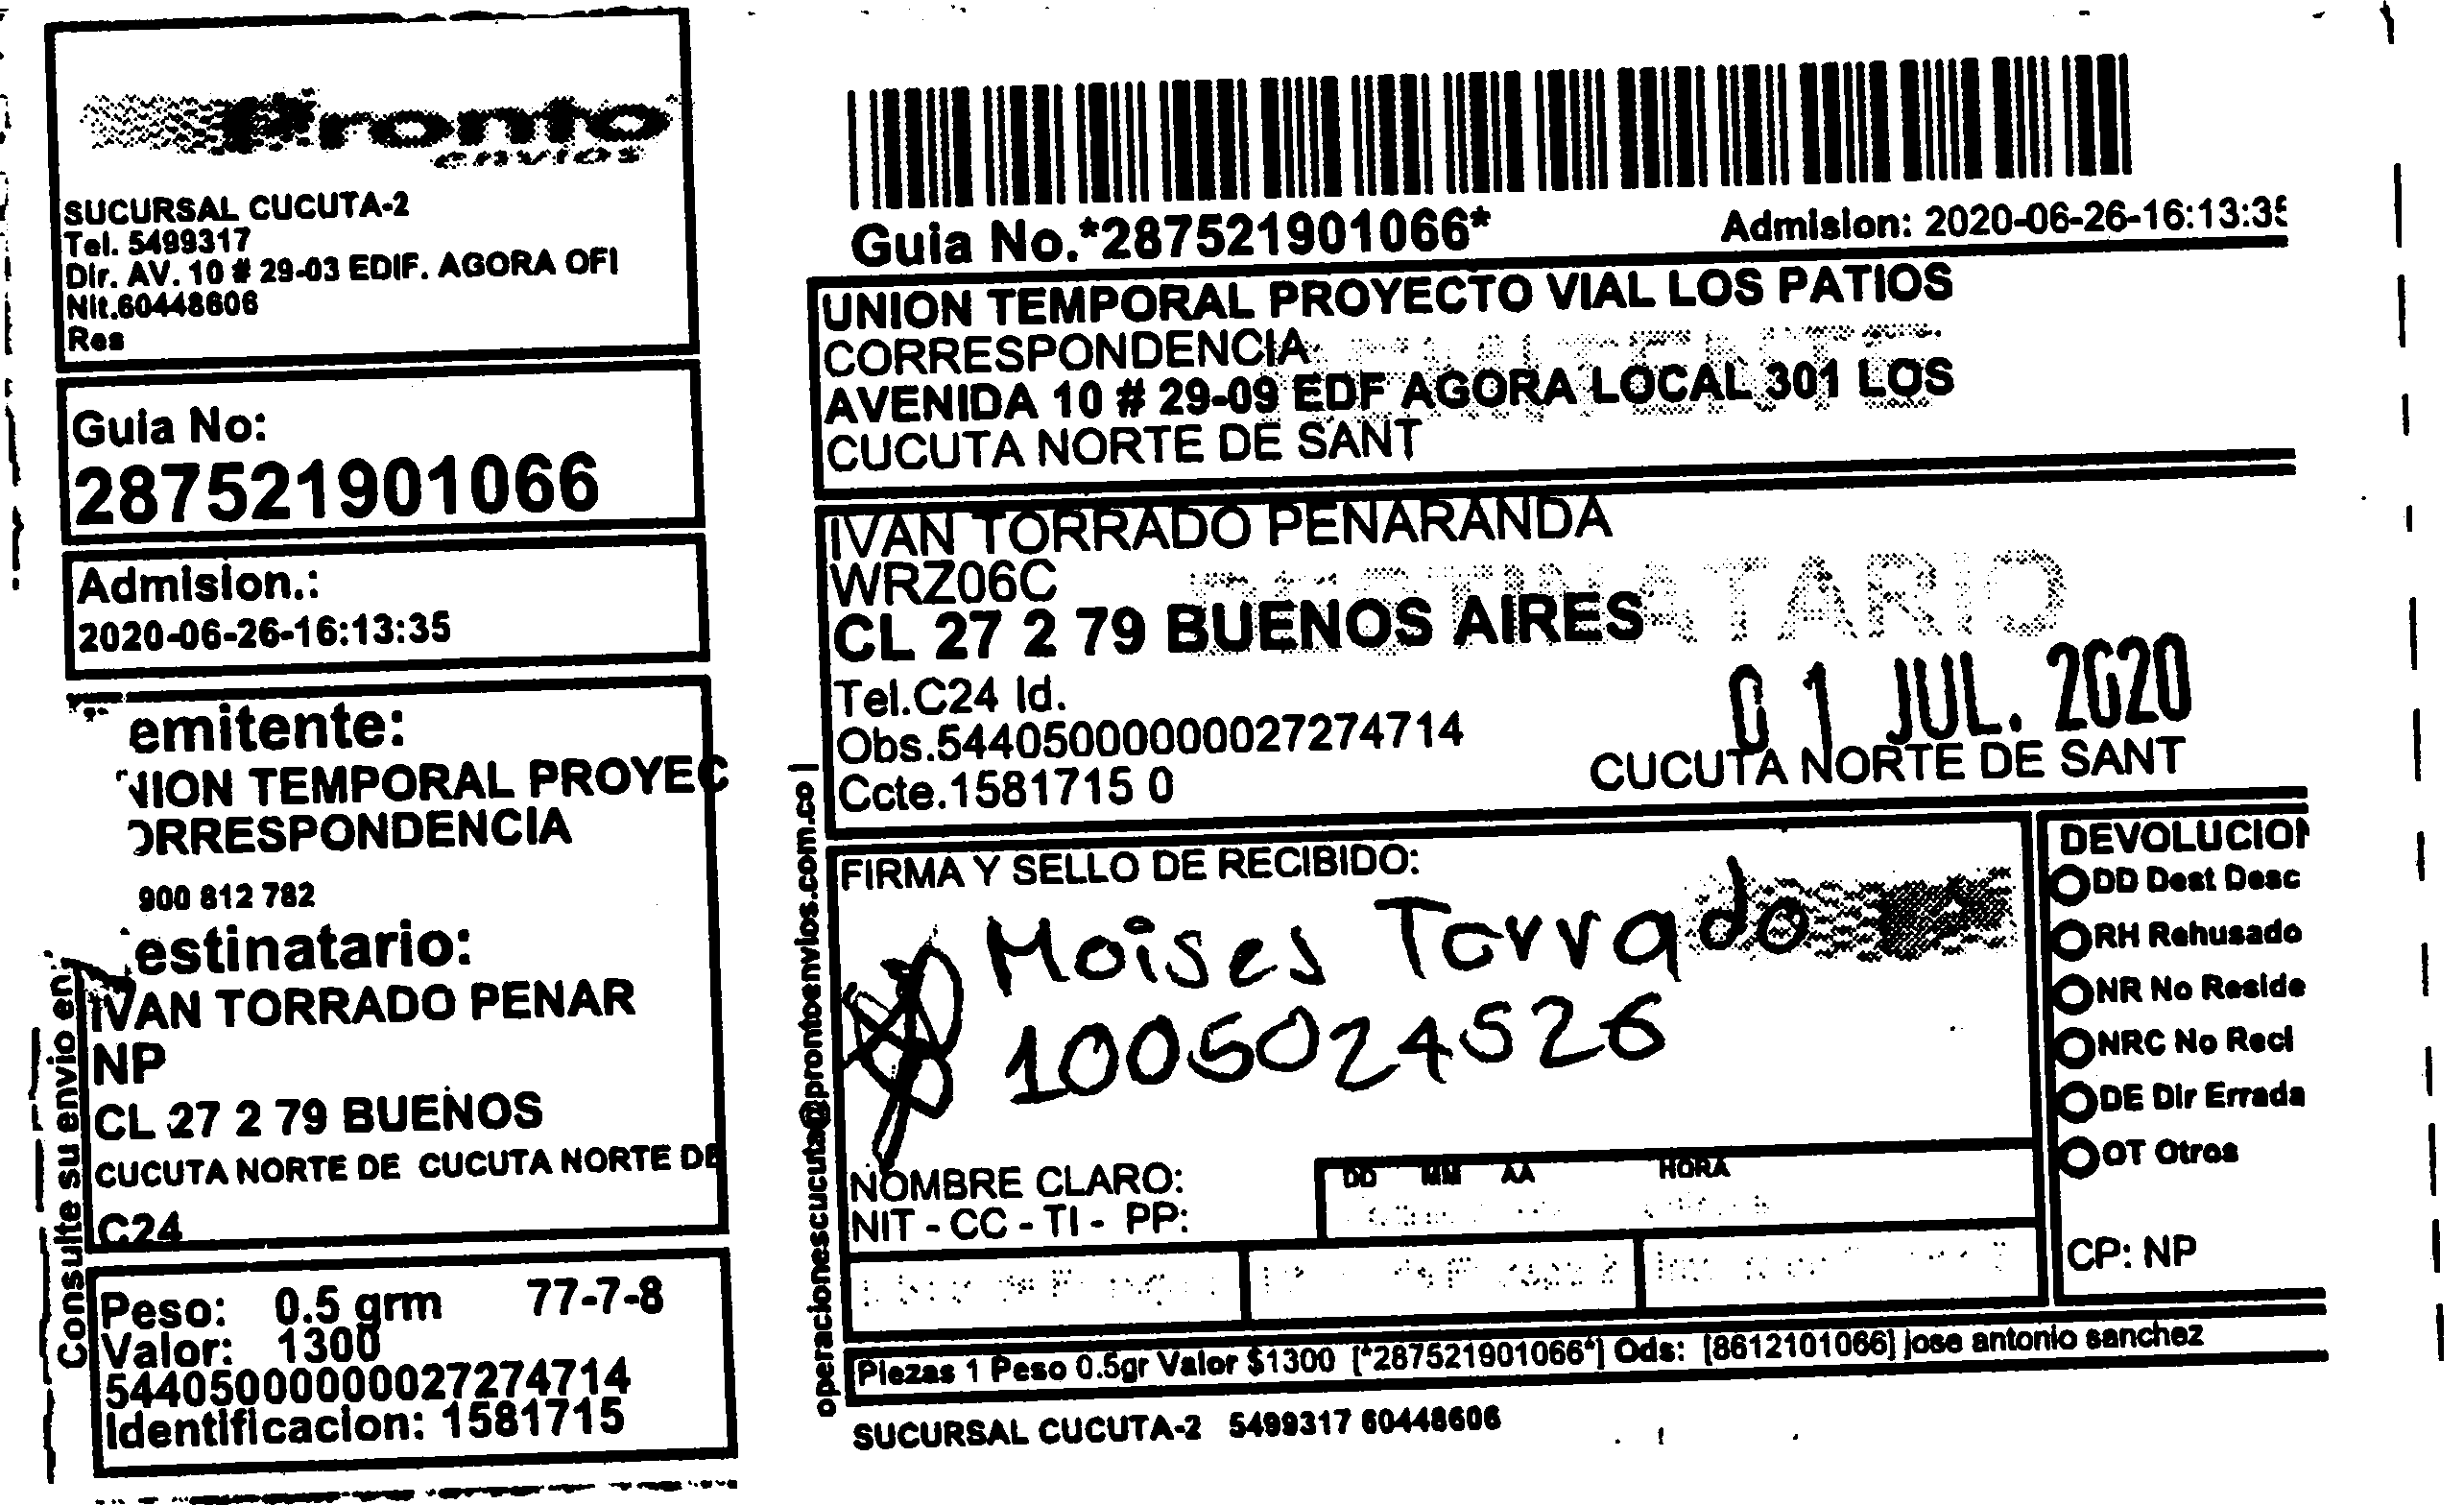 Pronto
envios
SUCURSAL CUCUTA-2
Tel. 5499317
Dir. AV. 10 # 29-03 EDIF. AGORA OFI
Nit.60448606
Res
Guia No:
287521901066
Admision.:
2020-06-26-16:13:35
emitente:
NION TEMPORAL PROYEC
ORRESPONDENCIA
900 812 782
estinatario:
IVAN TORRADO PENAR
NP
CL 27 2 79 BUENOS
CUCUTA NORTE DE CUCUTA NORTE DE
C24
Consulte su envio en:
Peso: 0.5 grm 77-7-8
Valor: 1300
544050000000027274714
Identificacion: 1581715
Guia No.*287521901066*
Admision: 2020-06-26-16:13:35
UNION TEMPORAL PROYECTO VIAL LOS PATIOS
CORRESPONDENCIA
REMITENTE
AVENIDA 10 # 29-09 EDF AGORA LOCAL 301 LOS
CUCUTA NORTE DE SANT
IVAN TORRADO PENARANDA
WRZ06C
DESTINATARIO
CL 27 2 79 BUENOS AIRES
Tel.C24 Id.
01 JUL. 2020
Obs.544050000000027274714
CUCUTA NORTE DE SANT
Ccte.1581715 0
operacionescucuta@prontoenvios.com.co |
FIRMA Y SELLO DE RECIBIDO:
Moises Torrado
1005024526
NOMBRE CLARO:
NIT - CC - TI - PP:
DD MM AA HORA
DEVOLUCION
DD Dest Desc
RH Rehusado
NR No Reside
NRC No Recl
DE Dir Errada
OT Otros
CP: NP
Piezas 1 Peso 0.5gr Valor $1300 [*287521901066*] Ods: [8612101066] jose antonio sanchez
SUCURSAL CUCUTA-2 5499317 60448606